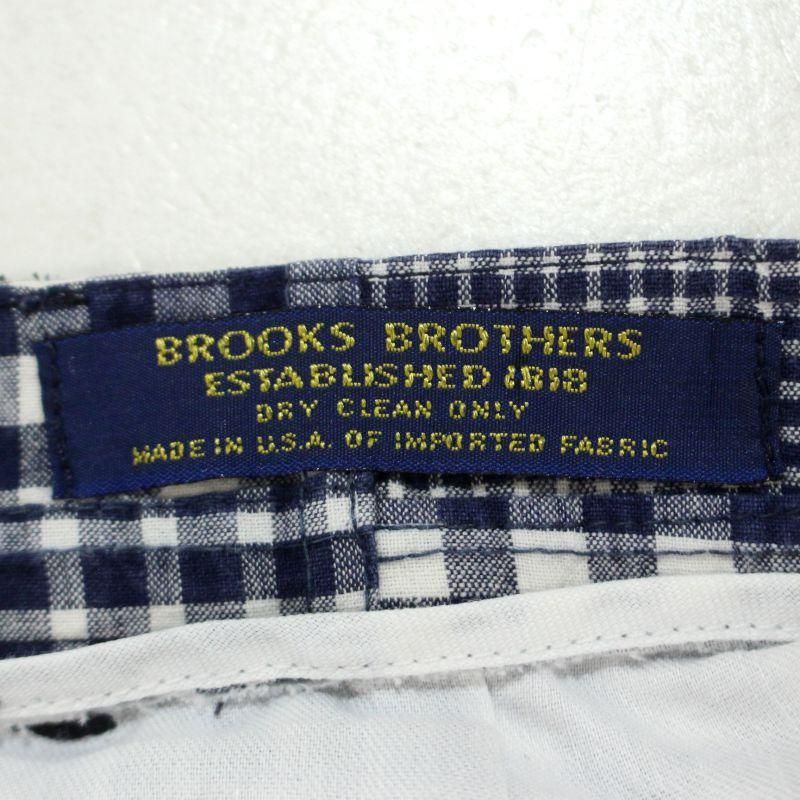 BROOKS BROTHERS
ESTABLISHED 1818
DRY CLEAN ONLY
MADE IN U.S.A. OF IMPORTED FABRIC